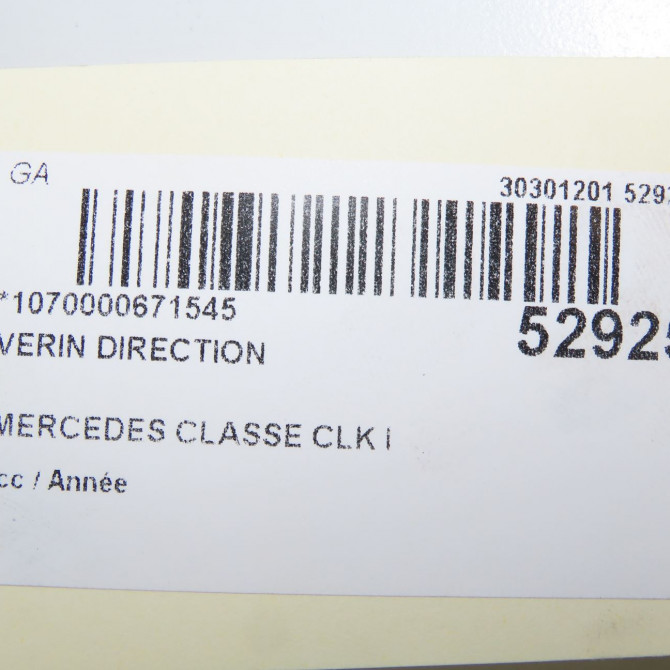 GA
30301201 5292
*1070000671545
52925
VERIN DIRECTION
MERCEDES CLASSE CLK I
cc / Année